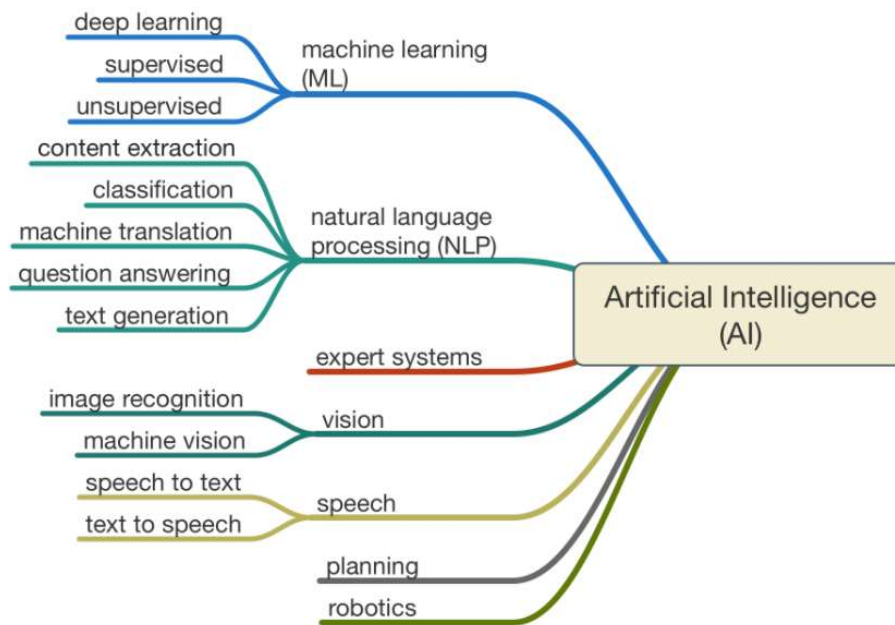 deep learning
supervised
unsupervised
machine learning
(ML)
content extraction
classification
machine translation
question answering
text generation
natural language
processing (NLP)
Artificial Intelligence
(AI)
expert systems
image recognition
machine vision
vision
speech to text
text to speech
speech
planning
robotics